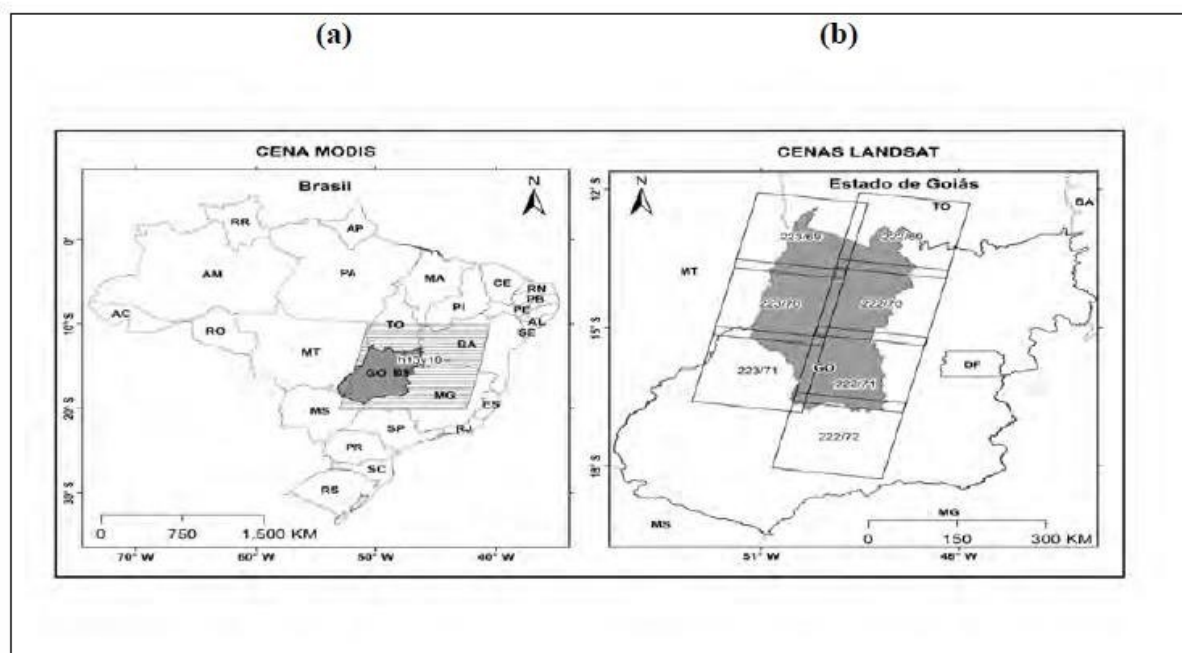 (a)
(b)
CENA MODIS
Brasil
N
RR
AP
0°
AM
PA
MA
CE
RN
PB
PE
PI
AC
AL
SE
TO
RO
10° S
BA
MT
GO
MG
MS
ES
20° S
SP
RJ
PR
SC
RS
30° S
0
750
1,500 KM
70° W
60° W
50° W
40° W
CENAS LANDSAT
Estado de Goiás
N
12° S
TO
BA
223/69
222/69
MT
223/70
222/70
15° S
223/71
GO
222/71
DF
222/72
18° S
MS
MG
0
150
300 KM
51° W
48° W